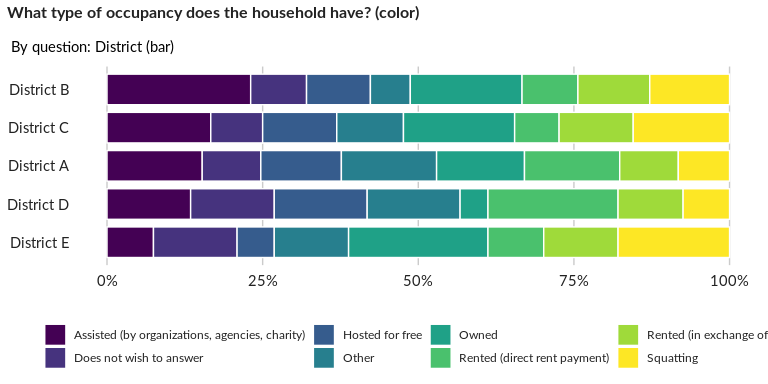 What type of occupancy does the household have? (color)
By question: District (bar)
District B
District C
District A
District D
District E
0% 25% 50% 75% 100%
Assisted (by organizations, agencies, charity) Hosted for free Owned Rented (in exchange of
Does not wish to answer Other Rented (direct rent payment) Squatting